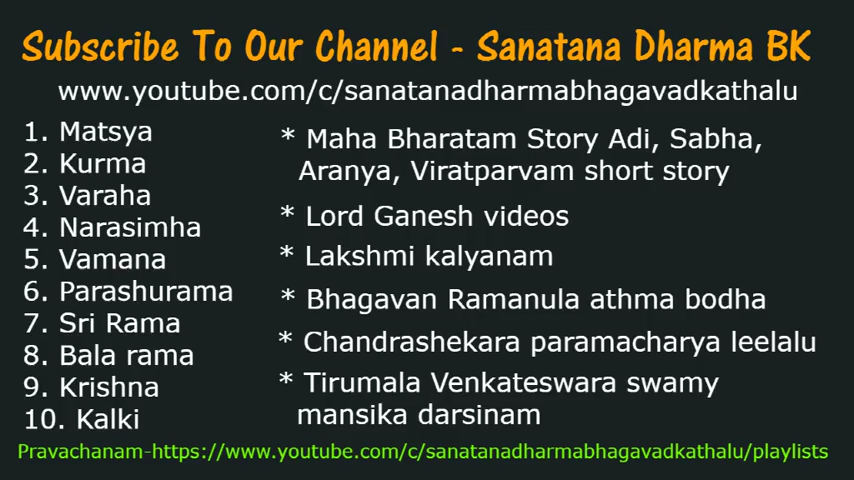 Subscribe To Our Channel - Sanatana Dharma BK
www.youtube.com/c/sanatanadharmabhagavadkathalu
1. Matsya
2. Kurma
3. Varaha
4. Narasimha
5. Vamana
6. Parashurama
7. Sri Rama
8. Bala rama
9. Krishna
10. Kalki
* Maha Bharatam Story Adi, Sabha,
Aranya, Viratparvam short story
* Lord Ganesh videos
* Lakshmi kalyanam
* Bhagavan Ramanula athma bodha
* Chandrashekara paramacharya leelalu
* Tirumala Venkateswara swamy
mansika darsinam
Pravachanam-https://www.youtube.com/c/sanatanadharmabhagavadkathalu/playlists